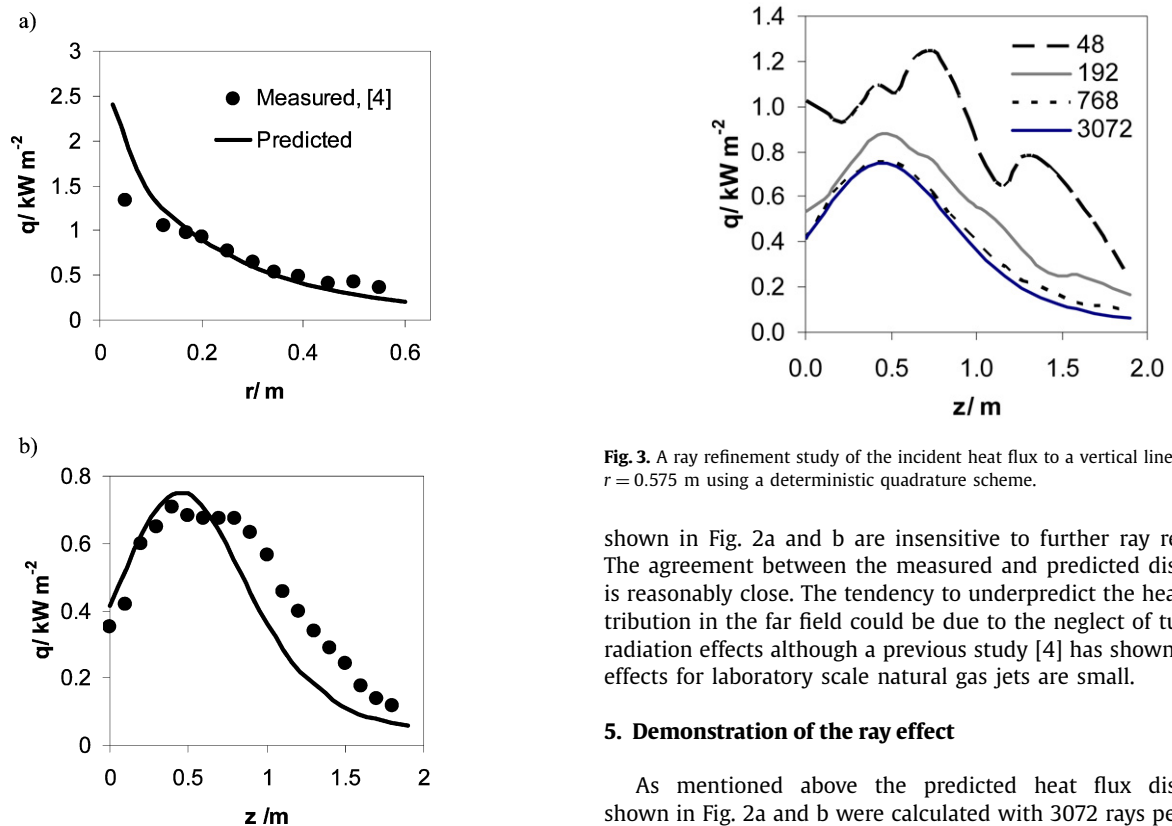 a)
3
2.5
2
1.5
1
0.5
0
q/ kW m-2
Measured, [4]
Predicted
0 0.2 0.4 0.6
r/ m
b)
0.8
0.6
0.4
0.2
0
q/ kW m-2
0 0.5 1 1.5 2
z /m
1.4
1.2
1.0
0.8
0.6
0.4
0.2
0.0
q/ kW m-2
48
192
768
3072
0.0 0.5 1.0 1.5 2.0
z/ m
Fig. 3. A ray refinement study of the incident heat flux to a vertical line
r = 0.575 m using a deterministic quadrature scheme.
shown in Fig. 2a and b are insensitive to further ray re
The agreement between the measured and predicted dis
is reasonably close. The tendency to underpredict the hea
tribution in the far field could be due to the neglect of tu
radiation effects although a previous study [4] has shown
effects for laboratory scale natural gas jets are small.
5. Demonstration of the ray effect
As mentioned above the predicted heat flux dis
shown in Fig. 2a and b were calculated with 3072 rays pe